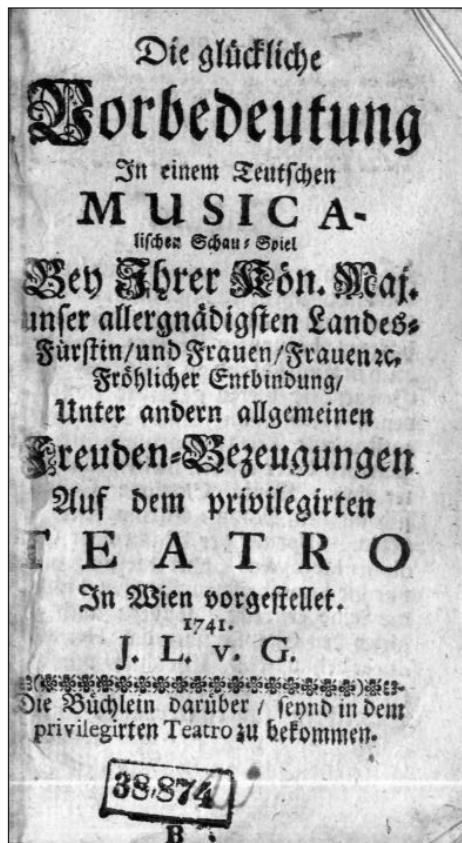 Die glückliche
Vorbedeutung
In einem Teutschen
MUSICA-
lischen Schau-Spiel
Bey Ihrer Kön. Maj.
unser allergnädigsten Landes-
Fürstin/und Frauen/Frauen ꝛc.
Fröhlicher Entbindung/
Unter andern allgemeinen
Freuden-Bezeugungen
Auf dem privilegirten
TEATRO
In Wien vorgestellet.
1741.
J. L. v. G.
Die Büchlein darüber / seynd in dem
privilegirten Teatro zu bekommen.
38.874
B